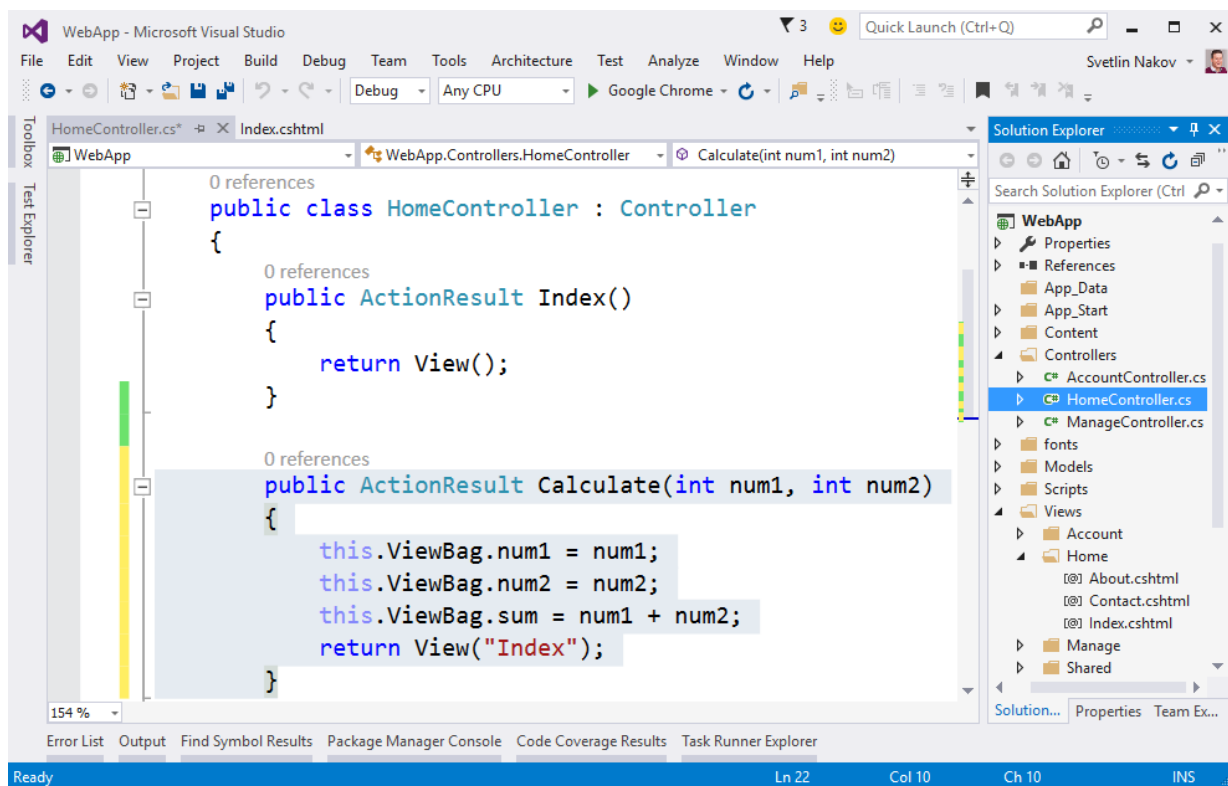 WebApp - Microsoft Visual Studio
3
Quick Launch (Ctrl+Q)
File Edit View Project Build Debug Team Tools Architecture Test Analyze Window Help
Svetlin Nakov
Debug
Any CPU
Google Chrome
Toolbox
Test Explorer
HomeController.cs*
Index.cshtml
WebApp
WebApp.Controllers.HomeController
Calculate(int num1, int num2)
0 references
public class HomeController : Controller
{
0 references
public ActionResult Index()
{
return View();
}
0 references
public ActionResult Calculate(int num1, int num2)
{
this.ViewBag.num1 = num1;
this.ViewBag.num2 = num2;
this.ViewBag.sum = num1 + num2;
return View("Index");
}
154 %
Solution Explorer
Search Solution Explorer (Ctrl
WebApp
Properties
References
App_Data
App_Start
Content
Controllers
C# AccountController.cs
C# HomeController.cs
C# ManageController.cs
fonts
Models
Scripts
Views
Account
Home
[@] About.cshtml
[@] Contact.cshtml
[@] Index.cshtml
Manage
Shared
Solution... Properties Team Ex...
Error List Output Find Symbol Results Package Manager Console Code Coverage Results Task Runner Explorer
Ready Ln 22 Col 10 Ch 10 INS